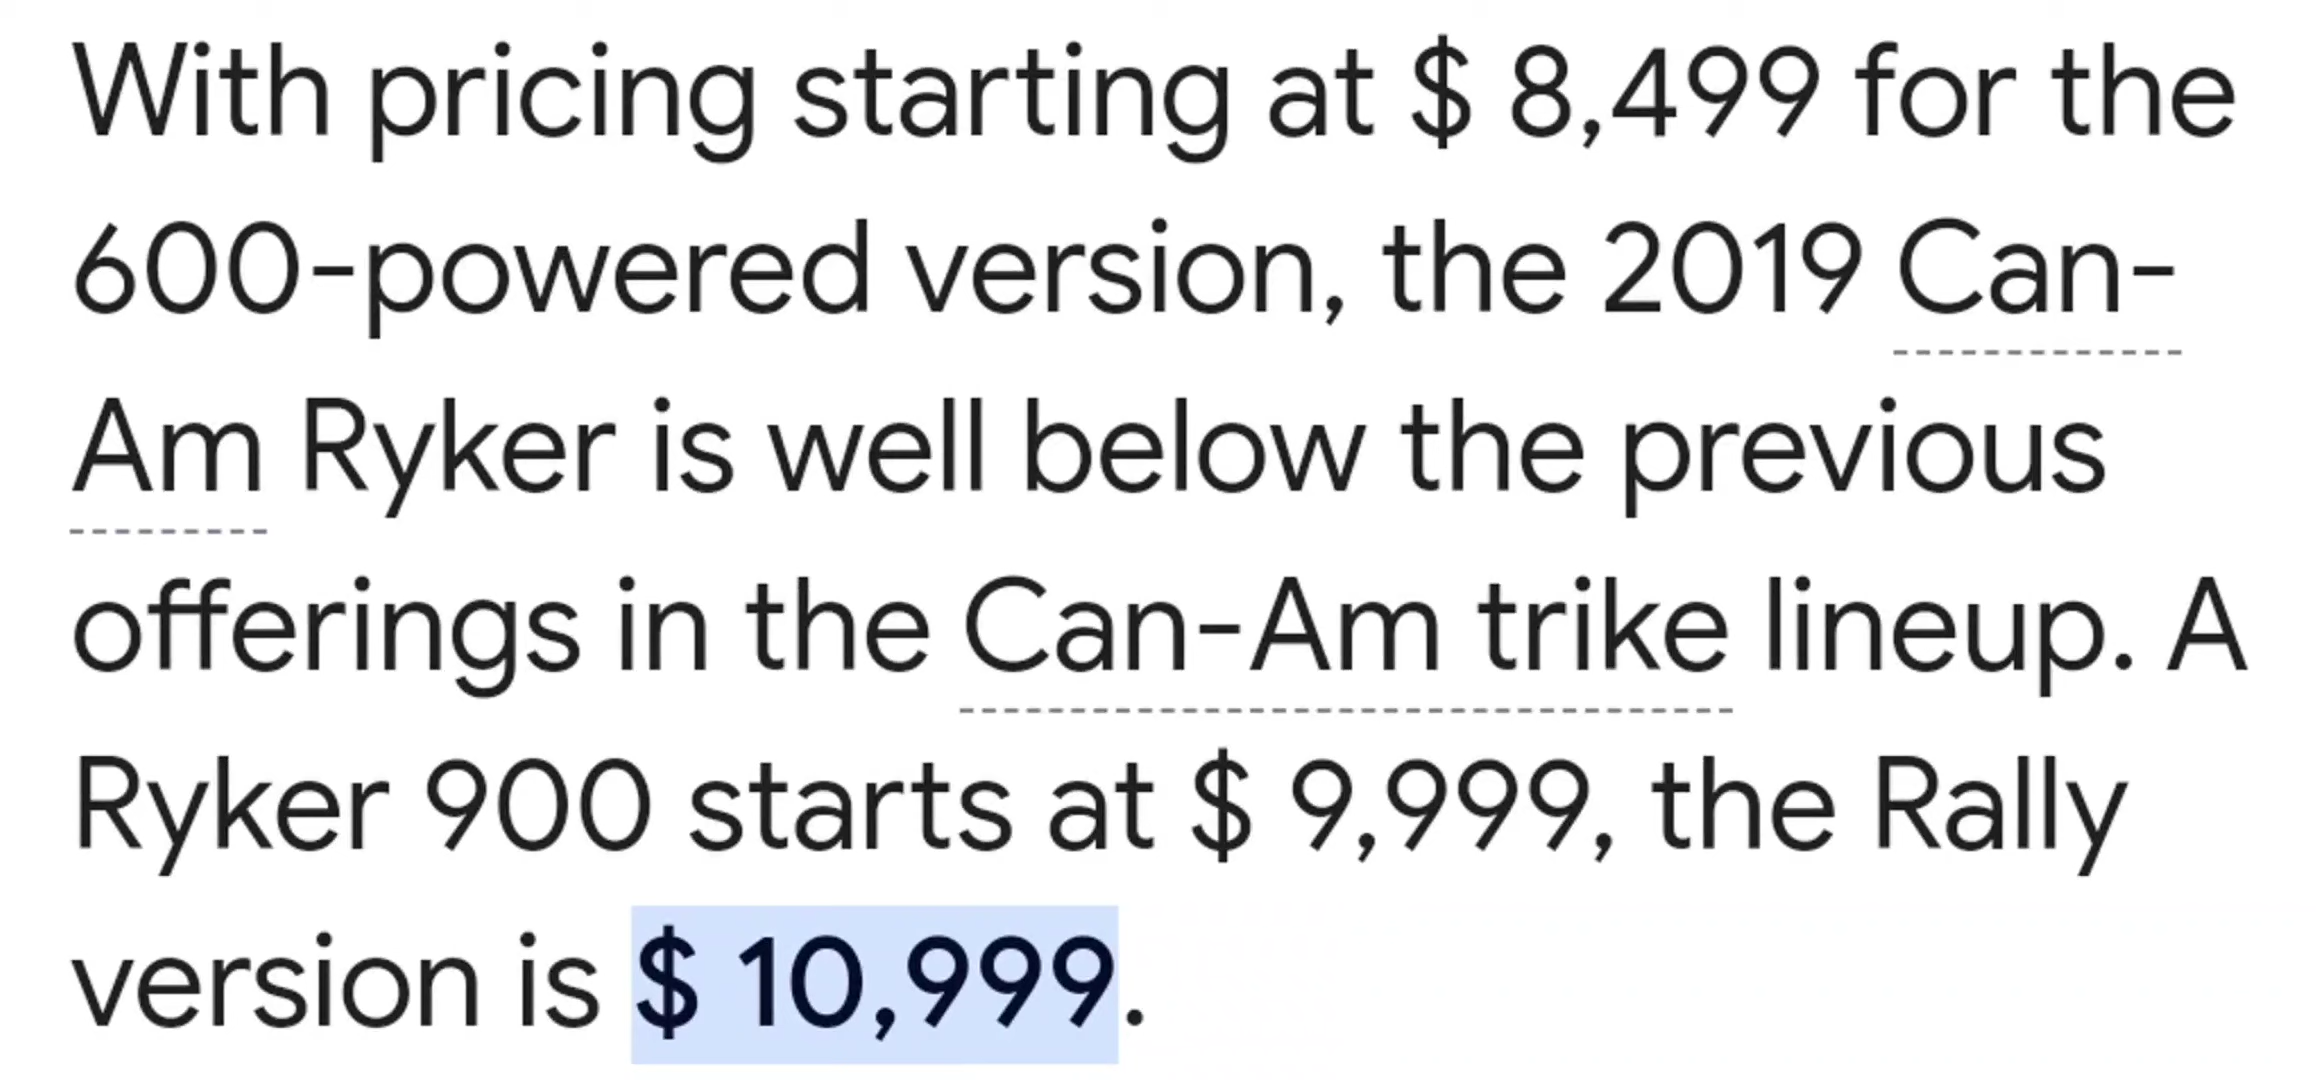 With pricing starting at $ 8,499 for the
600-powered version, the 2019 Can-
Am Ryker is well below the previous
offerings in the Can-Am trike lineup. A
Ryker 900 starts at $ 9,999, the Rally
version is $ 10,999.